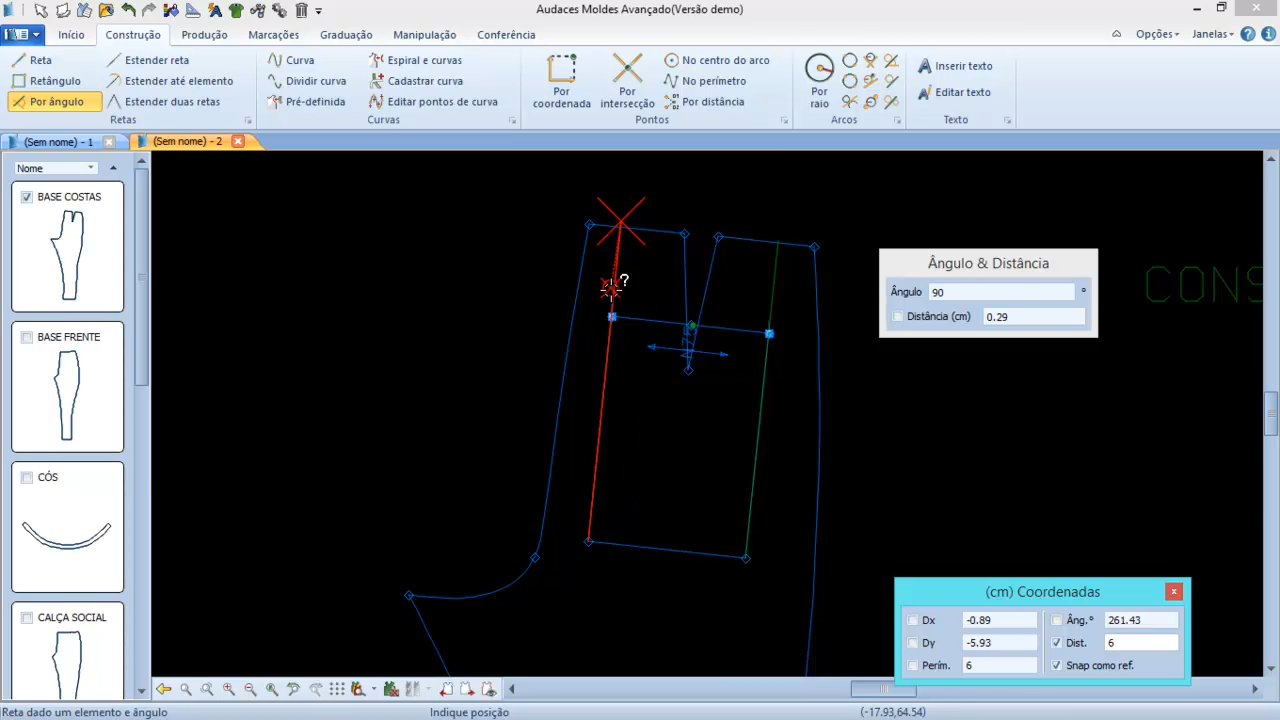 Audaces Moldes Avançado(Versão demo)
Início
Construção
Produção
Marcações
Graduação
Manipulação
Conferência
Opções
Janelas
Reta
Retângulo
Por ângulo
Estender reta
Estender até elemento
Estender duas retas
Retas
Curva
Dividir curva
Pré-definida
Espiral e curvas
Cadastrar curva
Editar pontos de curva
Curvas
Por
coordenada
Por
intersecção
No centro do arco
No perímetro
Por distância
Pontos
Por
raio
Arcos
Inserir texto
Editar texto
Texto
(Sem nome) - 1
(Sem nome) - 2
Nome
BASE COSTAS
BASE FRENTE
CÓS
CALÇA SOCIAL
CONS
Ângulo & Distância
Ângulo 90 °
Distância (cm) 0.29
(cm) Coordenadas
Dx -0.89 Âng.° 261.43
Dy -5.93 Dist. 6
Perím. 6 Snap como ref.
Reta dado um elemento e ângulo
Indique posição
(-17.93,64.54)